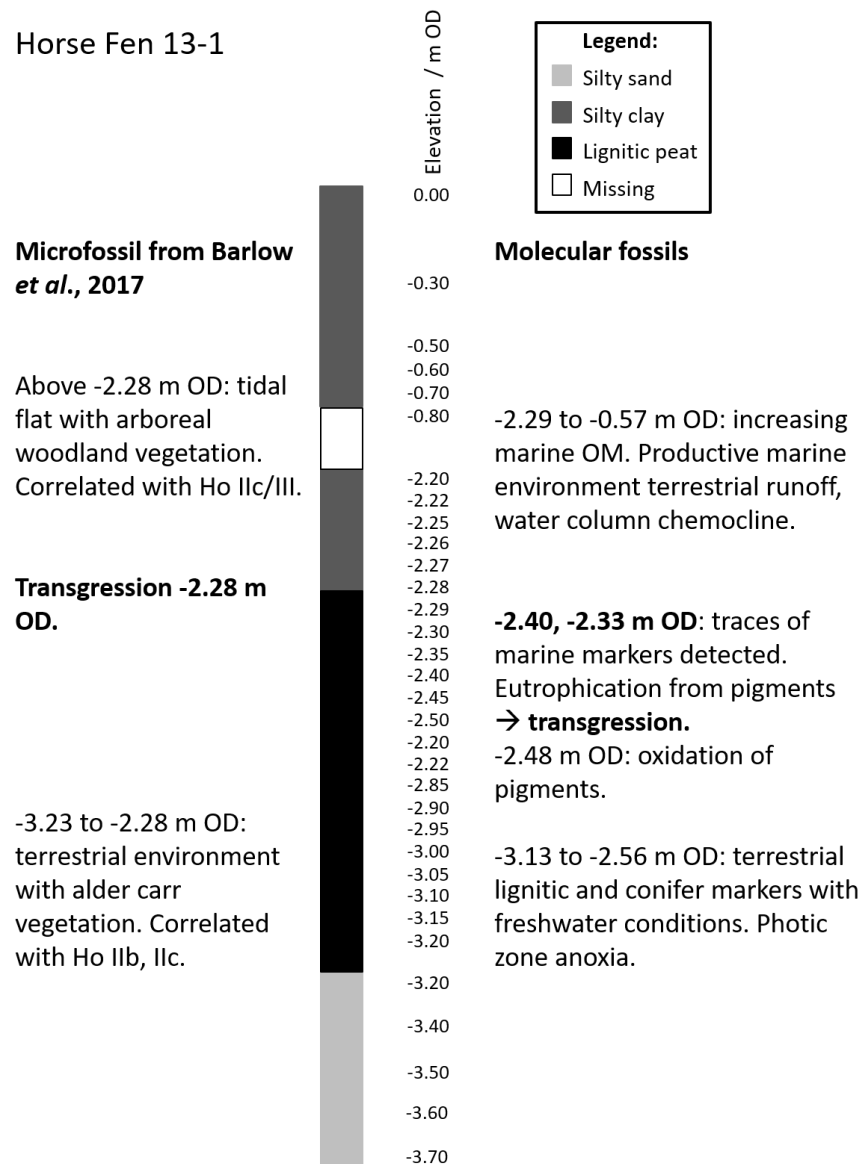 Horse Fen 13-1
Elevation / m OD
Legend:
Silty sand
Silty clay
Lignitic peat
Missing
Microfossil from Barlow
et al., 2017
Above -2.28 m OD: tidal
flat with arboreal
woodland vegetation.
Correlated with Ho IIc/III.
Transgression -2.28 m
OD.
-3.23 to -2.28 m OD:
terrestrial environment
with alder carr
vegetation. Correlated
with Ho IIb, IIc.
0.00
-0.30
-0.50
-0.60
-0.70
-0.80
-2.20
-2.22
-2.25
-2.26
-2.27
-2.28
-2.29
-2.30
-2.35
-2.40
-2.45
-2.50
-2.20
-2.22
-2.85
-2.90
-2.95
-3.00
-3.05
-3.10
-3.15
-3.20
-3.20
-3.40
-3.50
-3.60
-3.70
Molecular fossils
-2.29 to -0.57 m OD: increasing
marine OM. Productive marine
environment terrestrial runoff,
water column chemocline.
-2.40, -2.33 m OD: traces of
marine markers detected.
Eutrophication from pigments
→ transgression.
-2.48 m OD: oxidation of
pigments.
-3.13 to -2.56 m OD: terrestrial
lignitic and conifer markers with
freshwater conditions. Photic
zone anoxia.